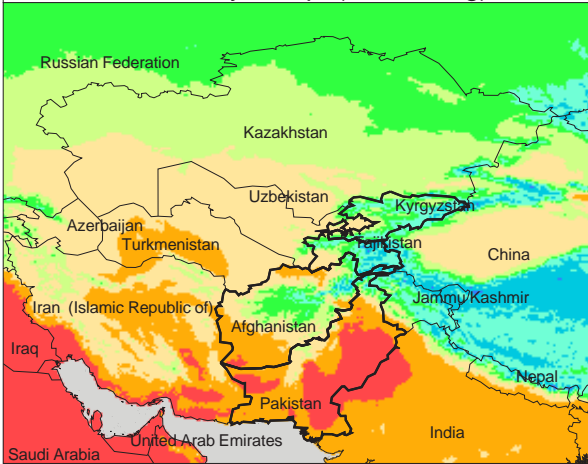 Russian Federation
Kazakhstan
Uzbekistan
Kyrgyzstan
Azerbaijan
Turkmenistan
Tajikistan
China
Iran (Islamic Republic of)
Jammu/Kashmir
Afghanistan
Iraq
Nepal
Pakistan
India
United Arab Emirates
Saudi Arabia